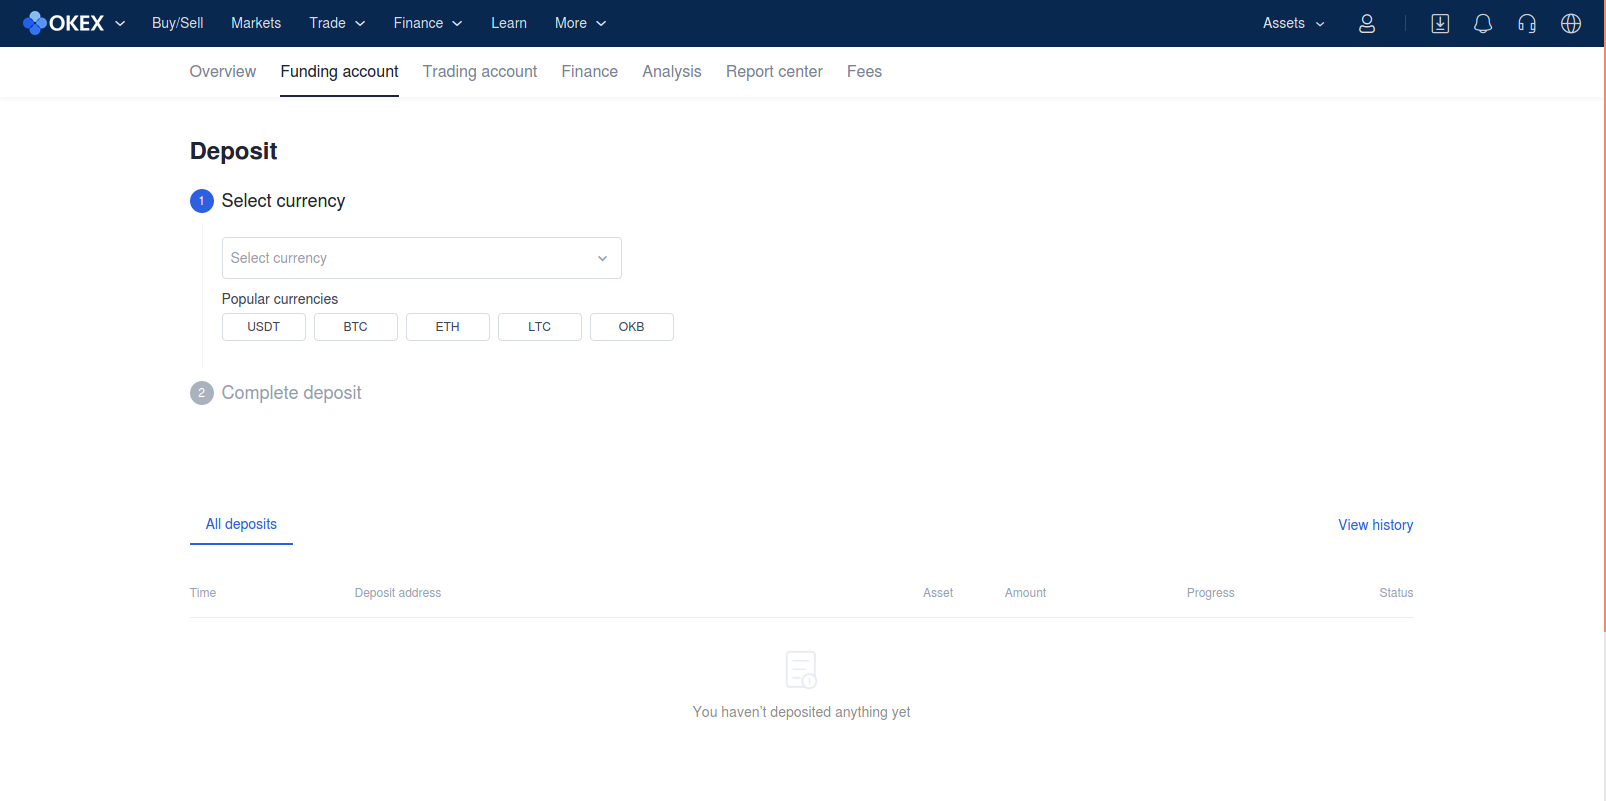 OKEX Buy/Sell Markets Trade Finance Learn More Assets
Overview Funding account Trading account Finance Analysis Report center Fees
Deposit
1 Select currency
Select currency
Popular currencies
USDT BTC ETH LTC OKB
2 Complete deposit
All deposits View history
Time Deposit address Asset Amount Progress Status
You haven't deposited anything yet